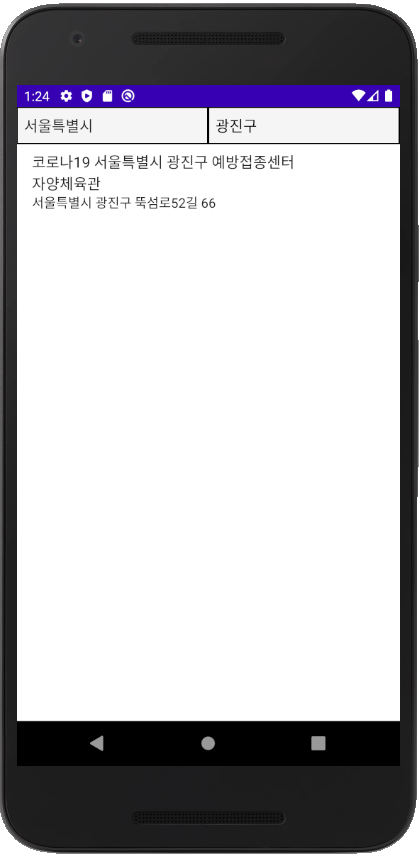 1:24
서울특별시 광진구
코로나19 서울특별시 광진구 예방접종센터
자양체육관
서울특별시 광진구 뚝섬로52길 66